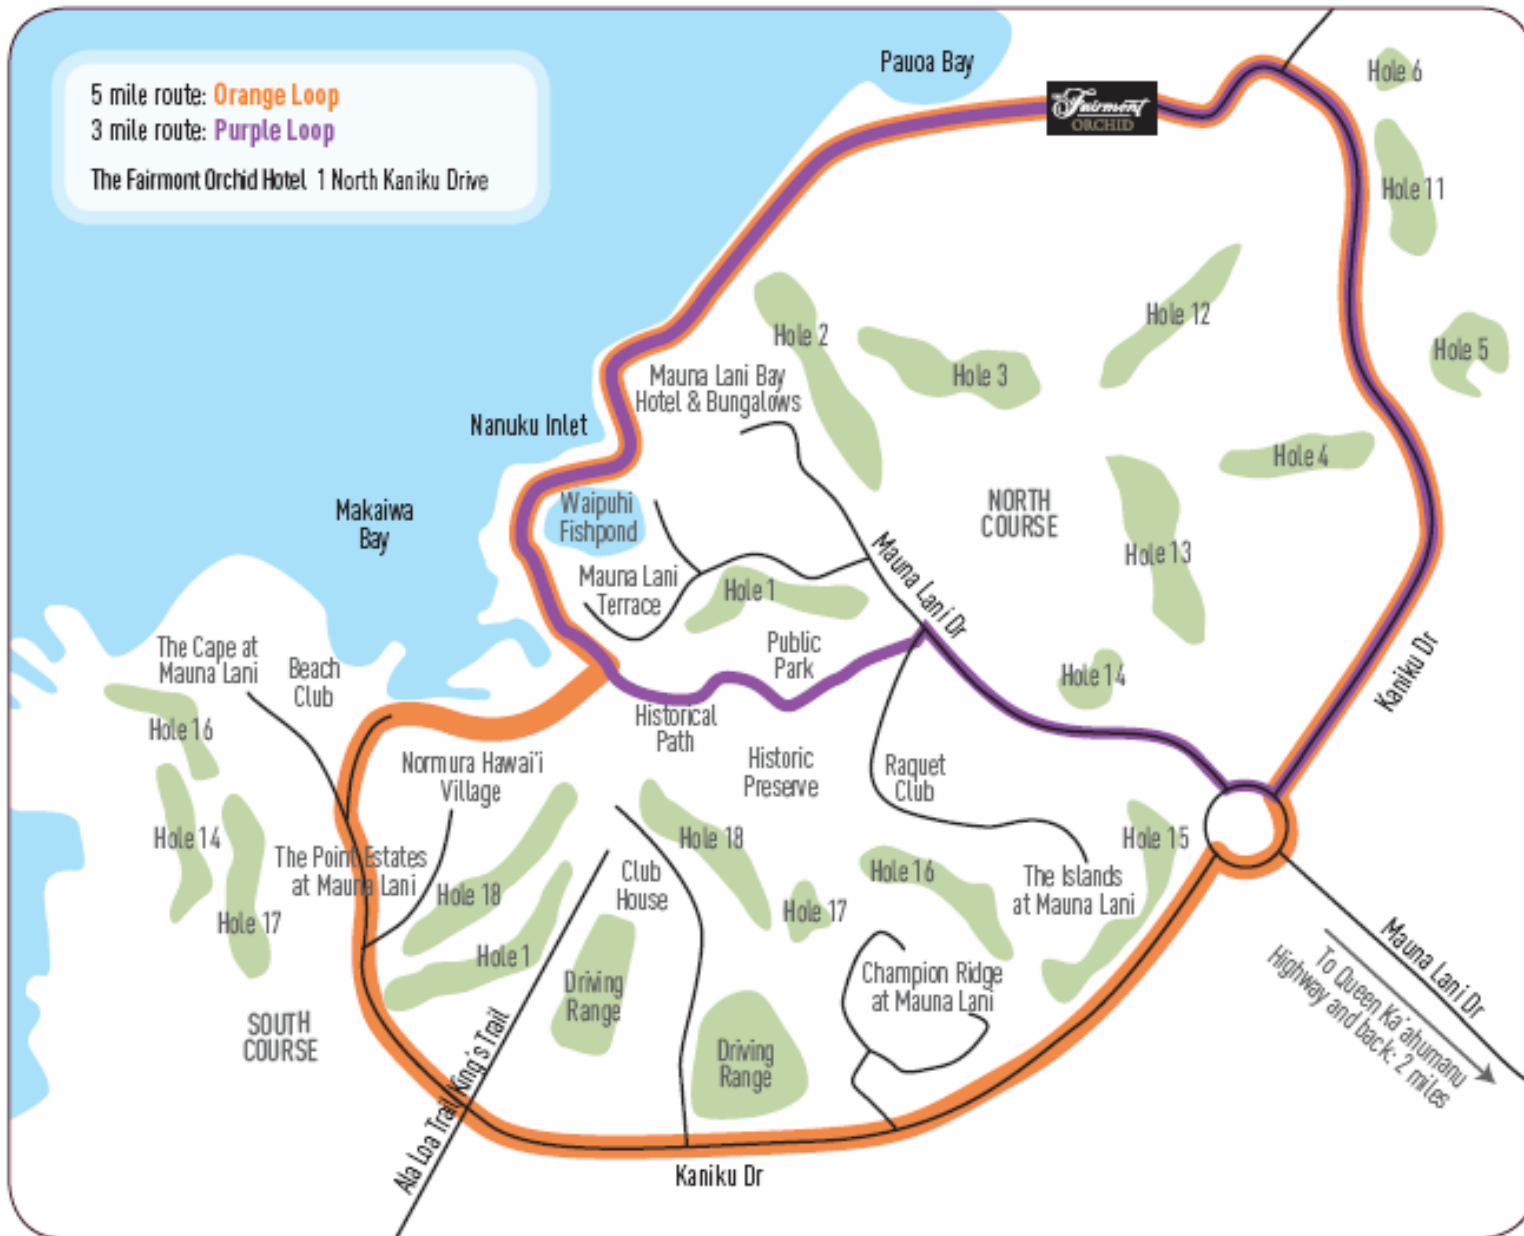 5 mile route: Orange Loop
3 mile route: Purple Loop
The Fairmont Orchid Hotel 1 North Kaniku Drive
Pauoa Bay
Fairmont
ORCHID
Hole 6
Hole 11
Hole 12
Hole 2
Hole 3
Hole 5
Mauna Lani Bay
Hotel & Bungalows
Nanuku Inlet
Hole 4
Makaiwa
Bay
Waipuhi
Fishpond
NORTH
COURSE
Hole 13
Mauna Lani Dr
Mauna Lani
Terrace
Hole 1
Public
Park
The Cape at
Mauna Lani
Beach
Club
Hole 14
Kaniku Dr
Hole 16
Historical
Path
Normura Hawai'i
Village
Historic
Preserve
Raquet
Club
Hole 14
Hole 18
Hole 15
The Point Estates
at Mauna Lani
Hole 18
Club
House
Hole 16
The Islands
at Mauna Lani
Hole 17
Hole 17
Hole 1
Driving
Range
Champion Ridge
at Mauna Lani
Mauna Lani Dr
To Queen Ka'ahumanu
Highway and back: 2 miles
SOUTH
COURSE
Driving
Range
Ala Loa Trail/King's Trail
Kaniku Dr